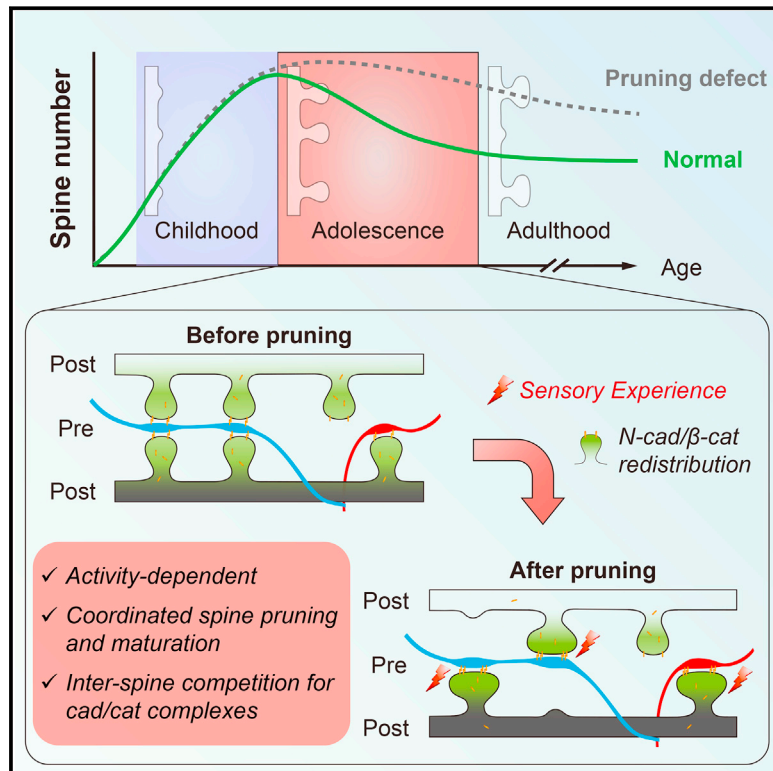 Spine number
Pruning defect
Normal
Childhood
Adolescence
Adulthood
Age
Before pruning
Post
Pre
Post
Sensory Experience
N-cad/β-cat
redistribution
✓ Activity-dependent
✓ Coordinated spine pruning
and maturation
✓ Inter-spine competition for
cad/cat complexes
After pruning
Post
Pre
Post